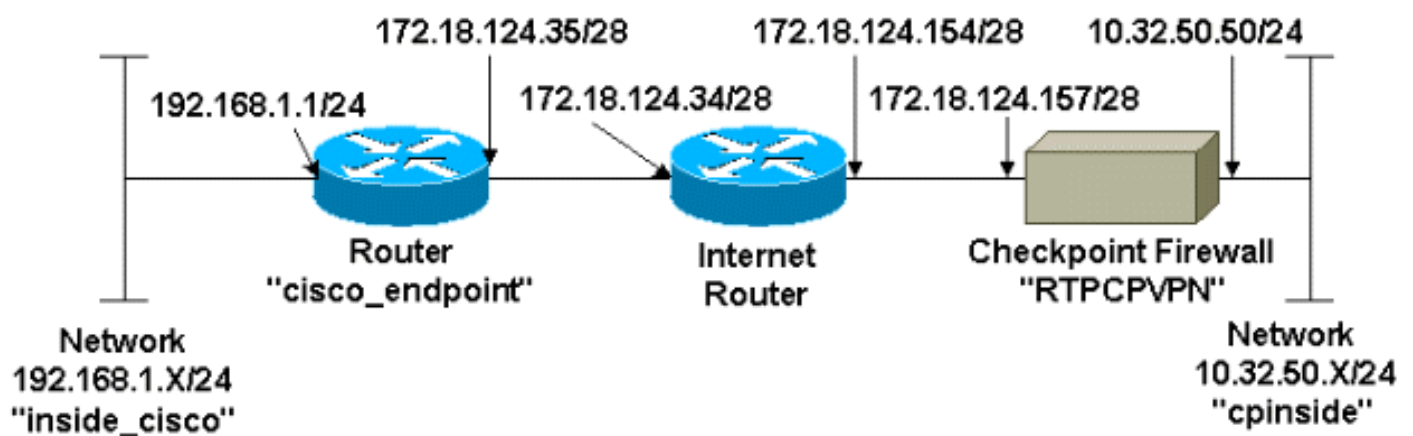 172.18.124.35/28
172.18.124.154/28
10.32.50.50/24
192.168.1.1/24
172.18.124.34/28
172.18.124.157/28
Router
"cisco_endpoint"
Internet
Router
Checkpoint Firewall
"RTPCPVPN"
Network
192.168.1.X/24
"inside_cisco"
Network
10.32.50.X/24
"cpinside"